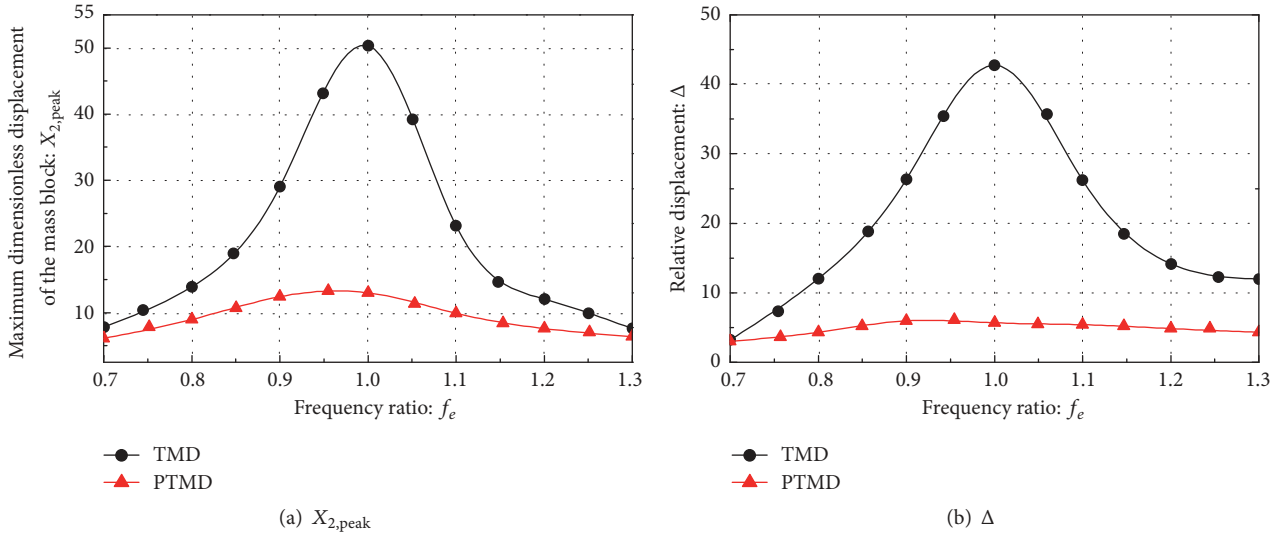 Maximum dimensionless displacement
of the mass block: X2,peak
55
50
40
30
20
10
0.7 0.8 0.9 1.0 1.1 1.2 1.3
Frequency ratio: fe
TMD
PTMD
(a) X2,peak
Relative displacement: Δ
50
40
30
20
10
0
0.7 0.8 0.9 1.0 1.1 1.2 1.3
Frequency ratio: fe
TMD
PTMD
(b) Δ